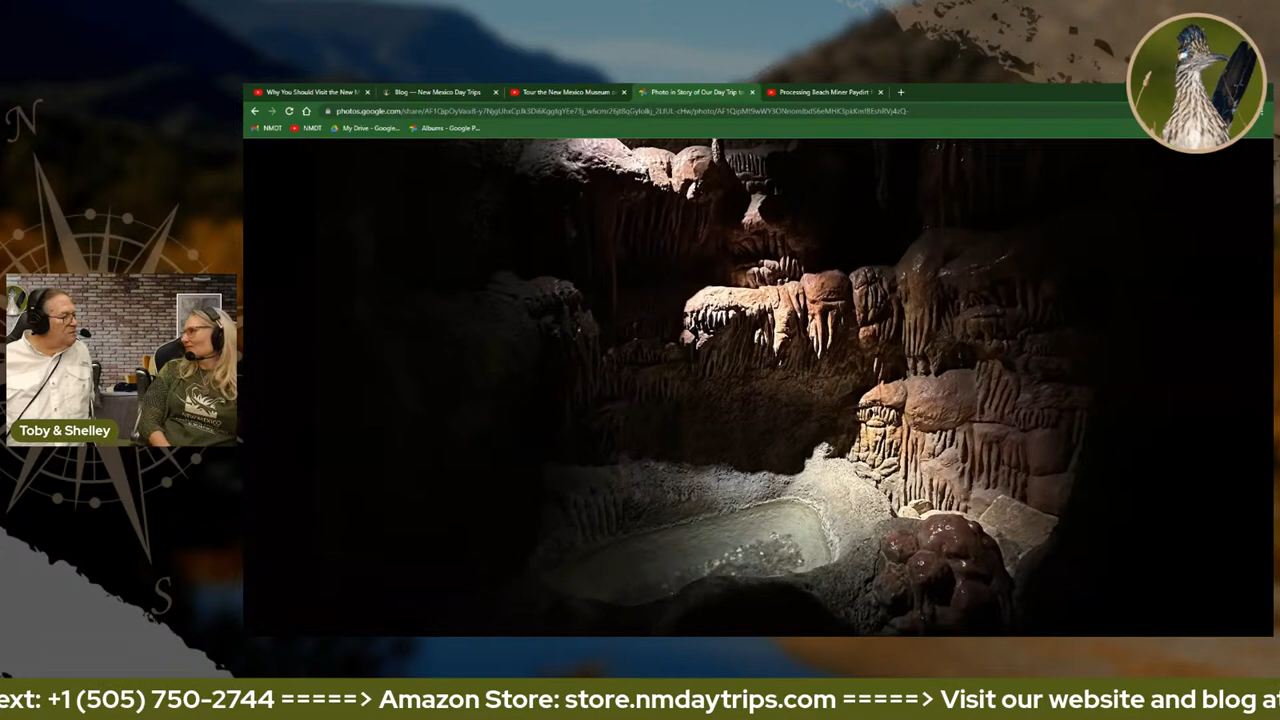 Why You Should Visit the New M
Blog — New Mexico Day Trips
Tour the New Mexico Museum o
Photo in Story of Our Day Trip to
Processing Beach Miner Paydirt
NMDT
NMDT
My Drive - Google...
Albums - Google P...
N
Toby & Shelley
S
ext: +1 (505) 750-2744 =====> Amazon Store: store.nmdaytrips.com =====> Visit our website and blog at